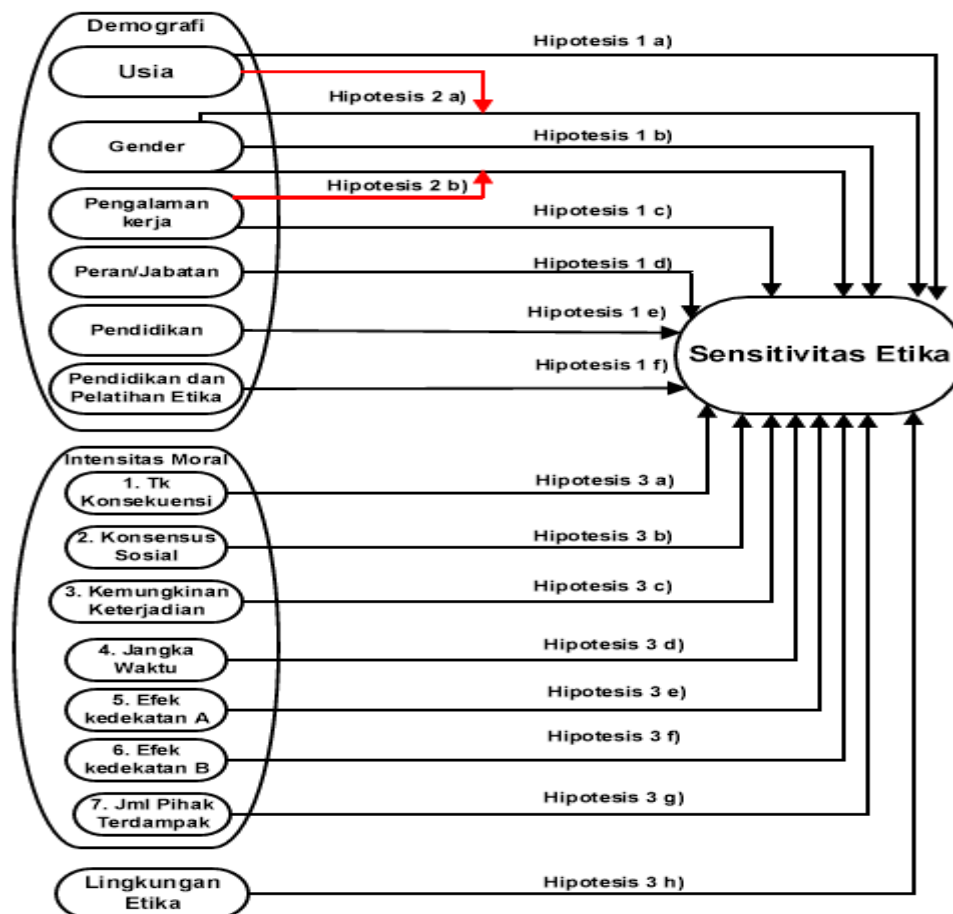 Demografi
Hipotesis 1 a)
Usia
Hipotesis 2 a)
Gender
Hipotesis 1 b)
Hipotesis 2 b)
Pengalaman
kerja
Hipotesis 1 c)
Peran/Jabatan
Hipotesis 1 d)
Pendidikan
Hipotesis 1 e)
Pendidikan dan
Pelatihan Etika
Hipotesis 1 f)
Sensitivitas Etika
Intensitas Moral
1. Tk
Konsekuensi
Hipotesis 3 a)
2. Konsensus
Sosial
Hipotesis 3 b)
3. Kemungkinan
Keterjadian
Hipotesis 3 c)
4. Jangka
Waktu
Hipotesis 3 d)
5. Efek
kedekatan A
Hipotesis 3 e)
6. Efek
kedekatan B
Hipotesis 3 f)
7. Jml Pihak
Terdampak
Hipotesis 3 g)
Lingkungan
Etika
Hipotesis 3 h)